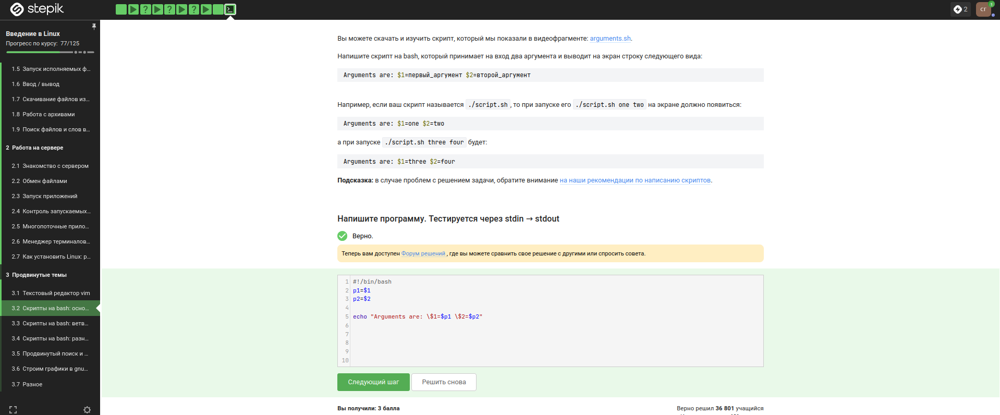 stepik
2
СГ
1
Введение в Linux
Прогресс по курсу: 77/125
1.5 Запуск исполняемых ф...
1.6 Ввод / вывод
1.7 Скачивание файлов из...
1.8 Работа с архивами
1.9 Поиск файлов и слов в...
2 Работа на сервере
2.1 Знакомство с сервером
2.2 Обмен файлами
2.3 Запуск приложений
2.4 Контроль запускаемых...
2.5 Многопоточные прило...
2.6 Менеджер терминалов...
2.7 Как установить Linux: р...
3 Продвинутые темы
3.1 Текстовый редактор vim
3.2 Скрипты на bash: осно...
3.3 Скрипты на bash: ветв...
3.4 Скрипты на bash: разн...
3.5 Продвинутый поиск и ...
3.6 Строим графики в gnu...
3.7 Разное
Вы можете скачать и изучить скрипт, который мы показали в видеофрагменте: arguments.sh.
Напишите скрипт на bash, который принимает на вход два аргумента и выводит на экран строку следующего вида:
Arguments are: $1=первый_аргумент $2=второй_аргумент
Например, если ваш скрипт называется ./script.sh , то при запуске его ./script.sh one two на экране должно появиться:
Arguments are: $1=one $2=two
а при запуске ./script.sh three four будет:
Arguments are: $1=three $2=four
Подсказка: в случае проблем с решением задачи, обратите внимание на наши рекомендации по написанию скриптов.
Напишите программу. Тестируется через stdin → stdout
Верно.
Теперь вам доступен Форум решений , где вы можете сравнить свое решение с другими или спросить совета.
1 #!/bin/bash
2 p1=$1
3 p2=$2
4
5 echo "Arguments are: \$1=$p1 \$2=$p2"
6
7
8
9
10
Следующий шаг
Решить снова
Вы получили: 3 балла
Верно решил 36 801 учащийся